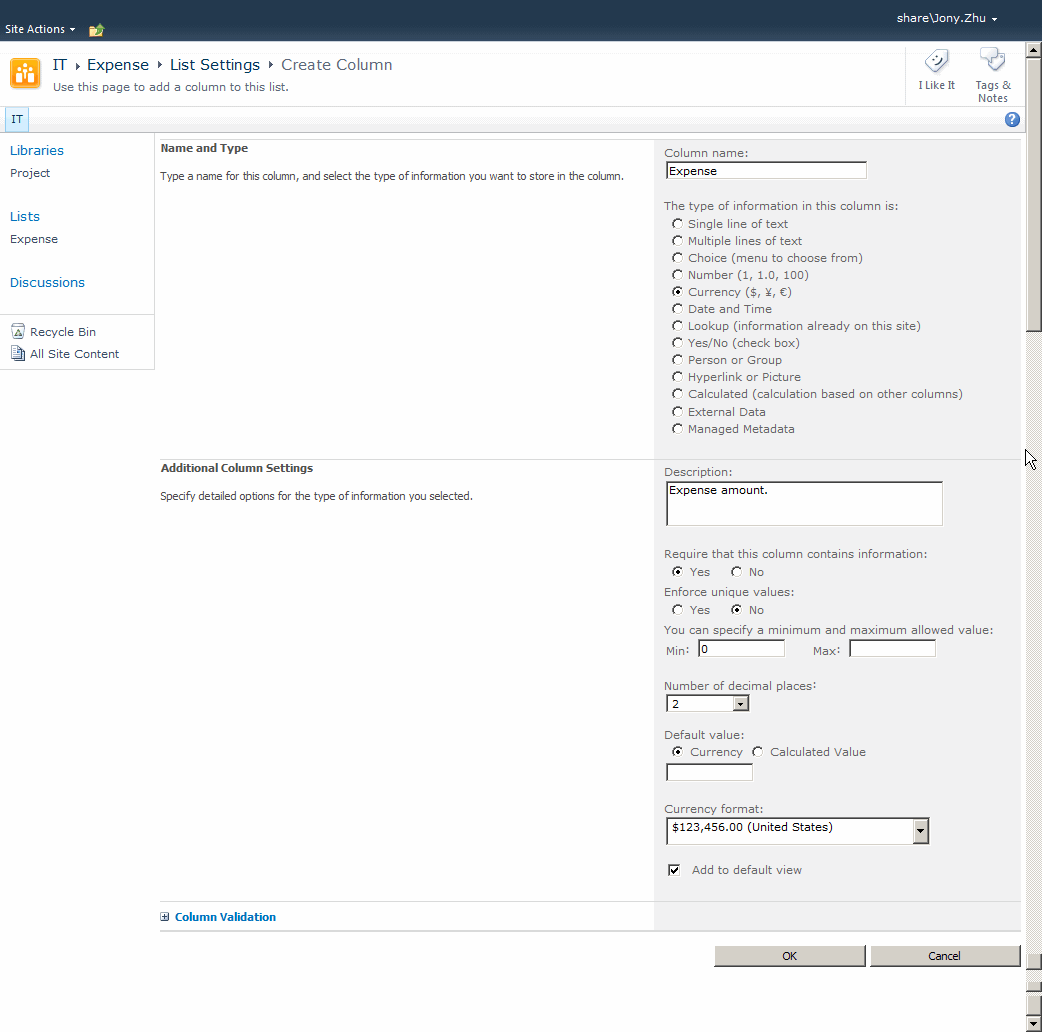 Site Actions
share\Jony.Zhu
IT Expense List Settings Create Column
Use this page to add a column to this list.
I Like It
Tags & Notes
IT
Libraries
Project
Lists
Expense
Discussions
Recycle Bin
All Site Content
Name and Type
Type a name for this column, and select the type of information you want to store in the column.
Column name:
Expense
The type of information in this column is:
Single line of text
Multiple lines of text
Choice (menu to choose from)
Number (1, 1.0, 100)
Currency ($, ¥, €)
Date and Time
Lookup (information already on this site)
Yes/No (check box)
Person or Group
Hyperlink or Picture
Calculated (calculation based on other columns)
External Data
Managed Metadata
Additional Column Settings
Specify detailed options for the type of information you selected.
Description:
Expense amount.
Require that this column contains information:
Yes No
Enforce unique values:
Yes No
You can specify a minimum and maximum allowed value:
Min: 0 Max:
Number of decimal places:
2
Default value:
Currency Calculated Value
Currency format:
$123,456.00 (United States)
Add to default view
Column Validation
OK Cancel